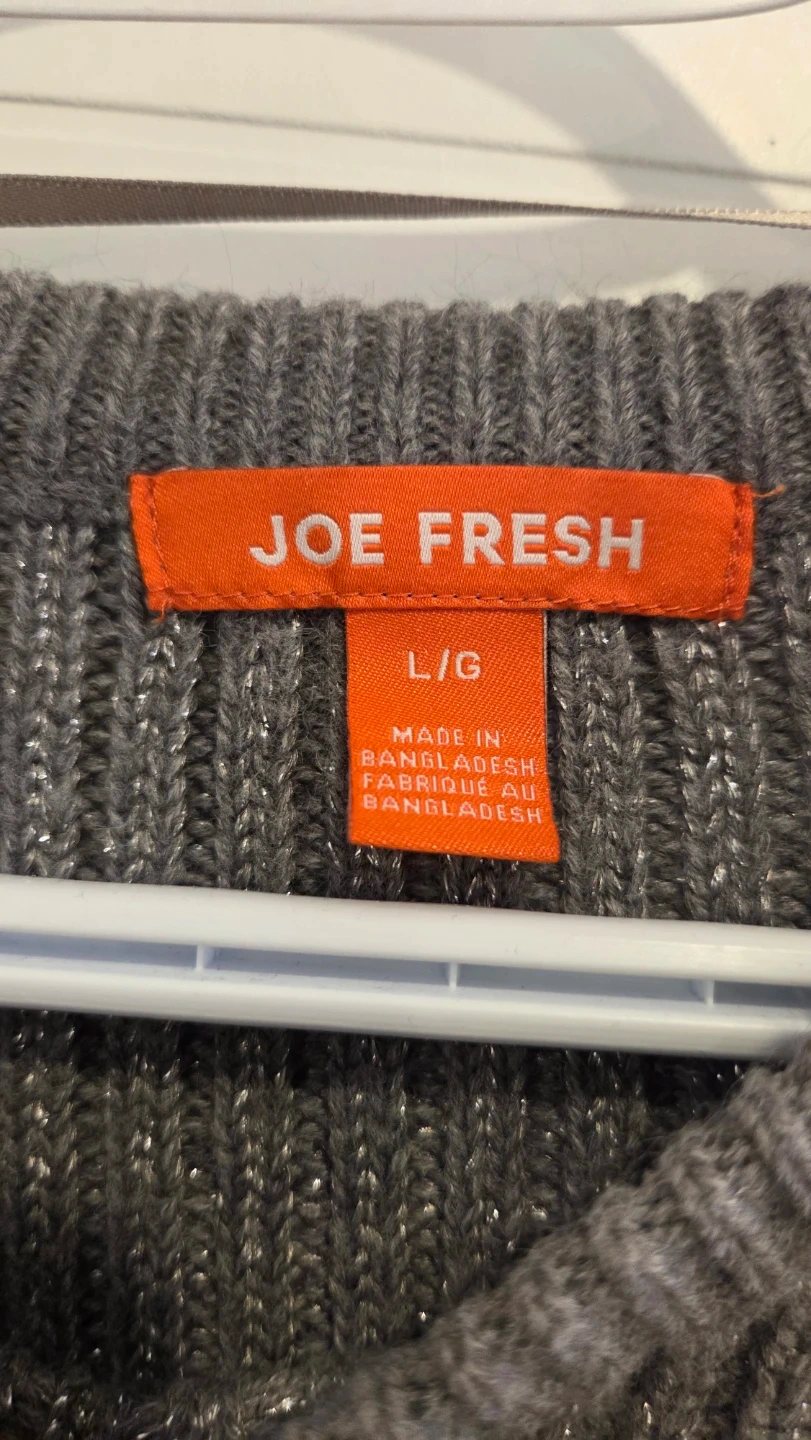 JOE FRESH
L/G
MADE IN
BANGLADESH
FABRIQUÉ AU
BANGLADESH